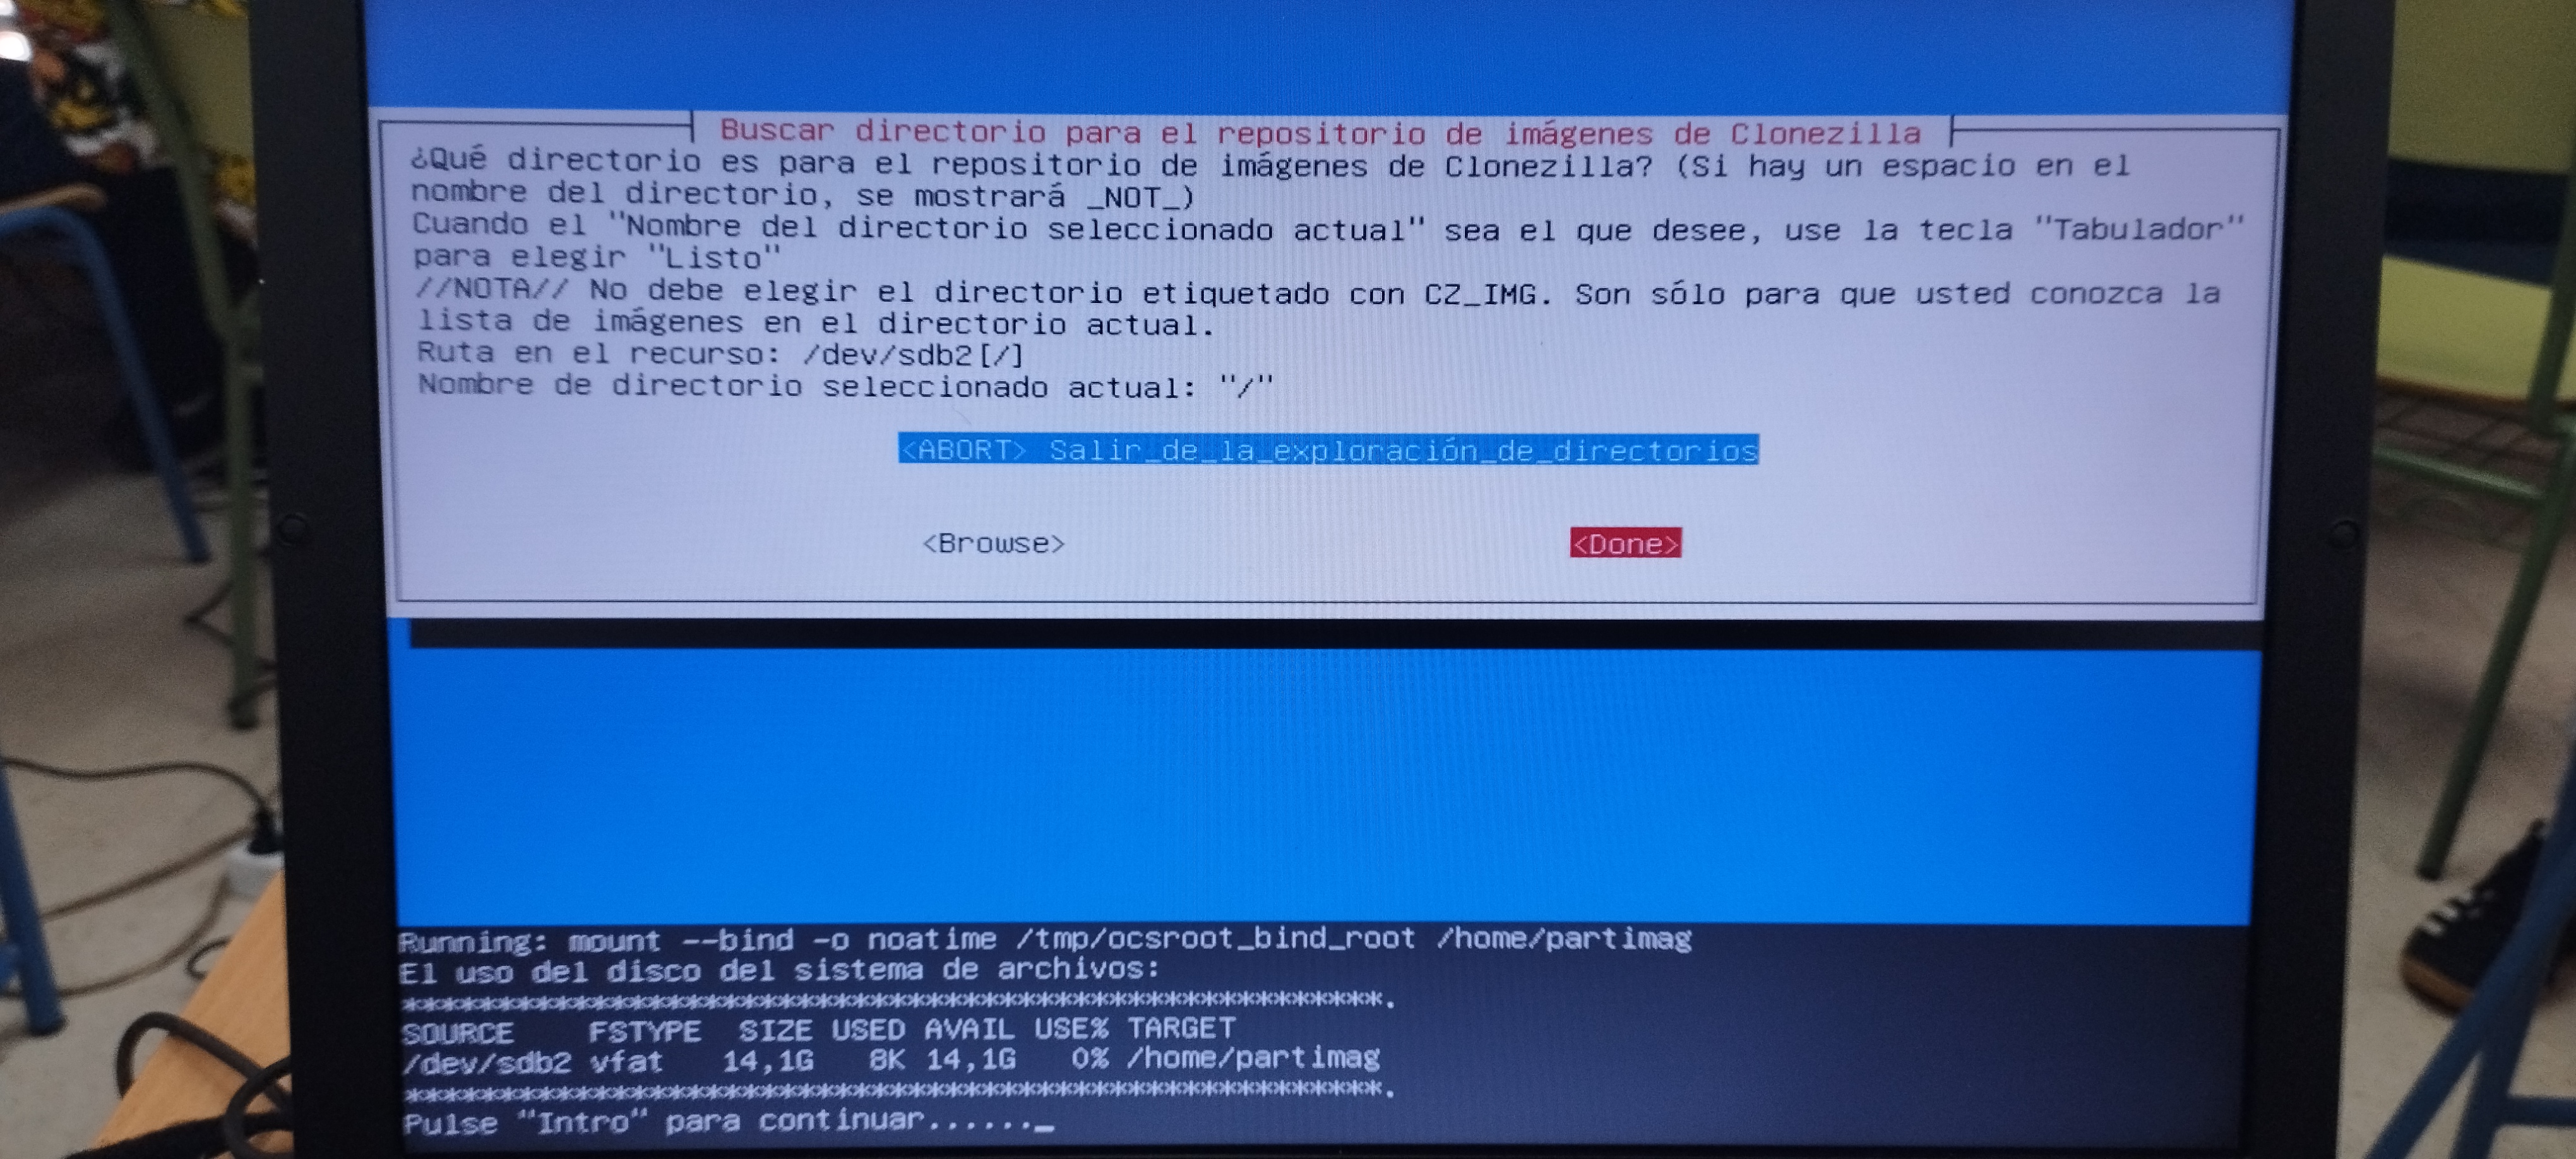 Buscar directorio para el repositorio de imágenes de Clonezilla
¿Qué directorio es para el repositorio de imágenes de Clonezilla? (Si hay un espacio en el
nombre del directorio, se mostrará _NOT_)
Cuando el "Nombre del directorio seleccionado actual" sea el que desee, use la tecla "Tabulador"
para elegir "Listo"
//NOTA// No debe elegir el directorio etiquetado con CZ_IMG. Son sólo para que usted conozca la
lista de imágenes en el directorio actual.
Ruta en el recurso: /dev/sdb2[/]
Nombre de directorio seleccionado actual: "/"
<ABORT> Salir_de_la_exploración_de_directorios
<Browse> <Done>
Running: mount --bind -o noatime /tmp/ocsroot_bind_root /home/partimag
El uso del disco del sistema de archivos:
*****************************************************************.
SOURCE FSTYPE SIZE USED AVAIL USE% TARGET
/dev/sdb2 vfat 14,1G 8K 14,1G 0% /home/partimag
*****************************************************************.
Pulse "Intro" para continuar......_